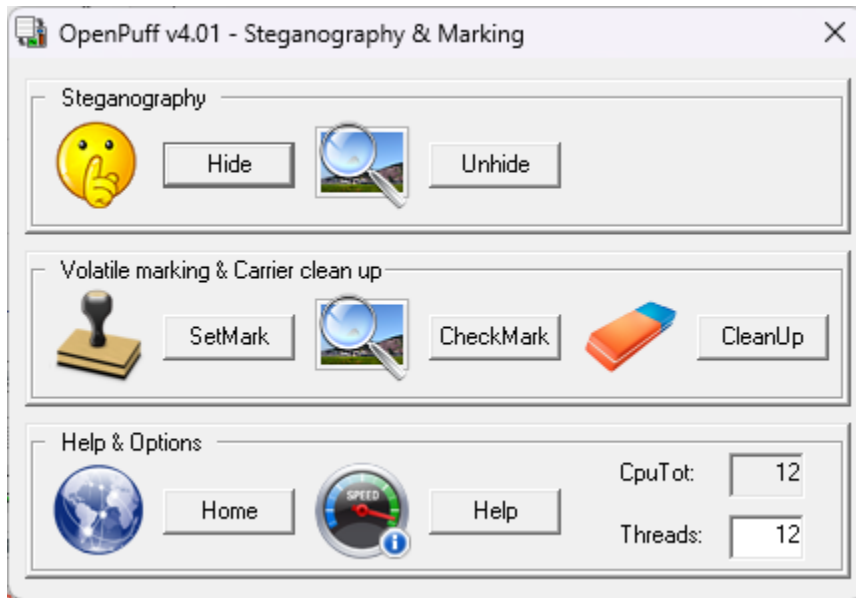 OpenPuff v4.01 - Steganography & Marking
Steganography
Hide
Unhide
Volatile marking & Carrier clean up
SetMark
CheckMark
CleanUp
Help & Options
Home
SPEED
Help
CpuTot: 12
Threads: 12